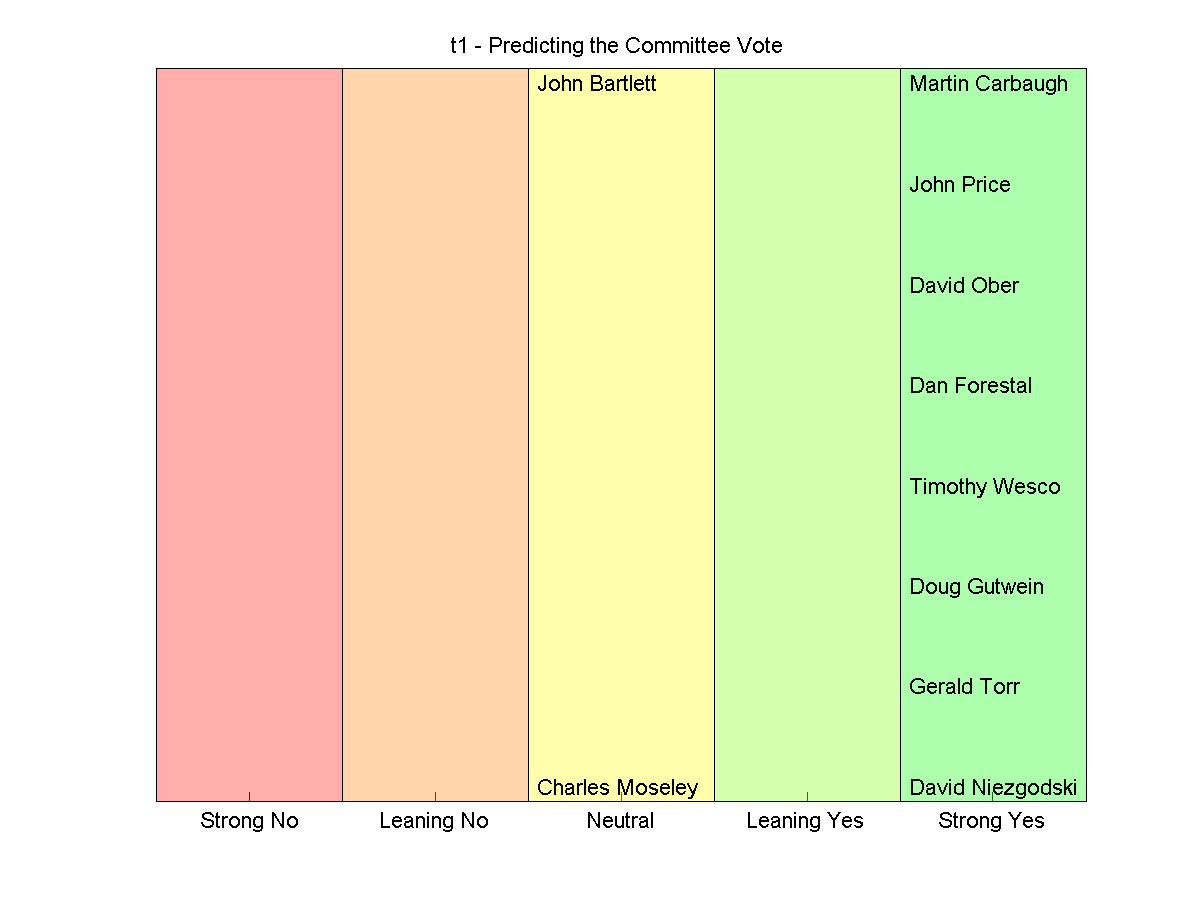 t1 - Predicting the Committee Vote
John Bartlett
Martin Carbaugh
John Price
David Ober
Dan Forestal
Timothy Wesco
Doug Gutwein
Gerald Torr
Charles Moseley
David Niezgodski
Strong No
Leaning No
Neutral
Leaning Yes
Strong Yes